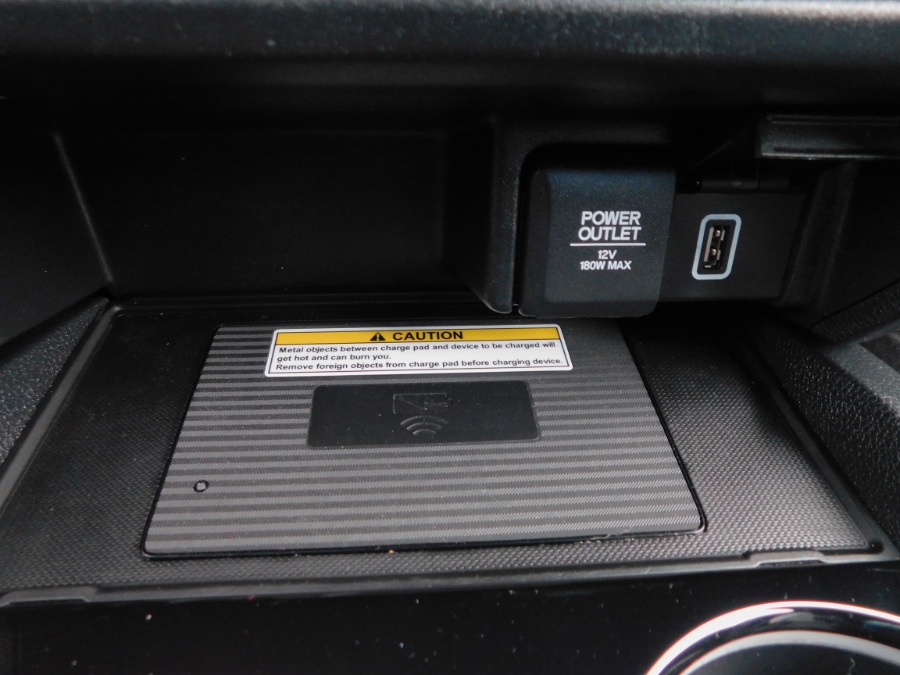 POWER
OUTLET
12V
180W MAX
CAUTION
Metal objects between charge pad and device to be charged will
get hot and can burn you.
Remove foreign objects from charge pad before charging device.